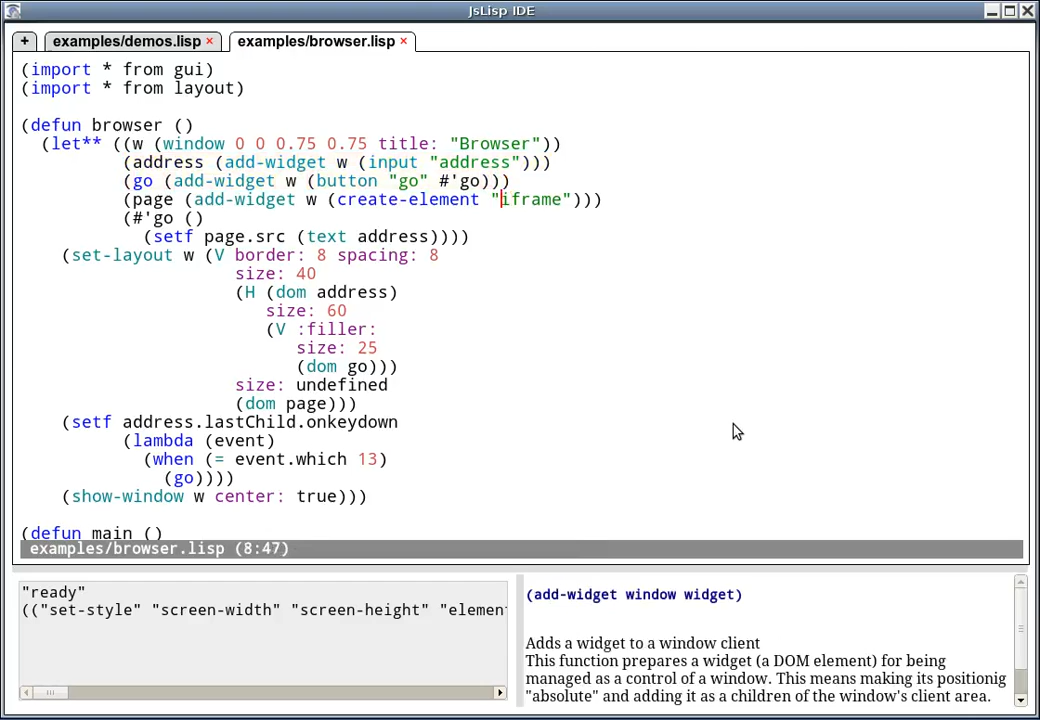 JsLisp IDE
+ examples/demos.lisp × examples/browser.lisp ×
(import * from gui)
(import * from layout)
(defun browser ()
  (let** ((w (window 0 0 0.75 0.75 title: "Browser"))
          (address (add-widget w (input "address")))
          (go (add-widget w (button "go" #'go)))
          (page (add-widget w (create-element "iframe")))
          (#'go ()
            (setf page.src (text address))))
    (set-layout w (V border: 8 spacing: 8
                     size: 40
                     (H (dom address)
                        size: 60
                        (V :filler:
                           size: 25
                           (dom go)))
                     size: undefined
                     (dom page)))
    (setf address.lastChild.onkeydown
          (lambda (event)
            (when (= event.which 13)
              (go))))
    (show-window w center: true)))
(defun main ()
examples/browser.lisp (8:47)
"ready"
(("set-style" "screen-width" "screen-height" "element
(add-widget window widget)
Adds a widget to a window client
This function prepares a widget (a DOM element) for being
managed as a control of a window. This means making its positionig
"absolute" and adding it as a children of the window's client area.